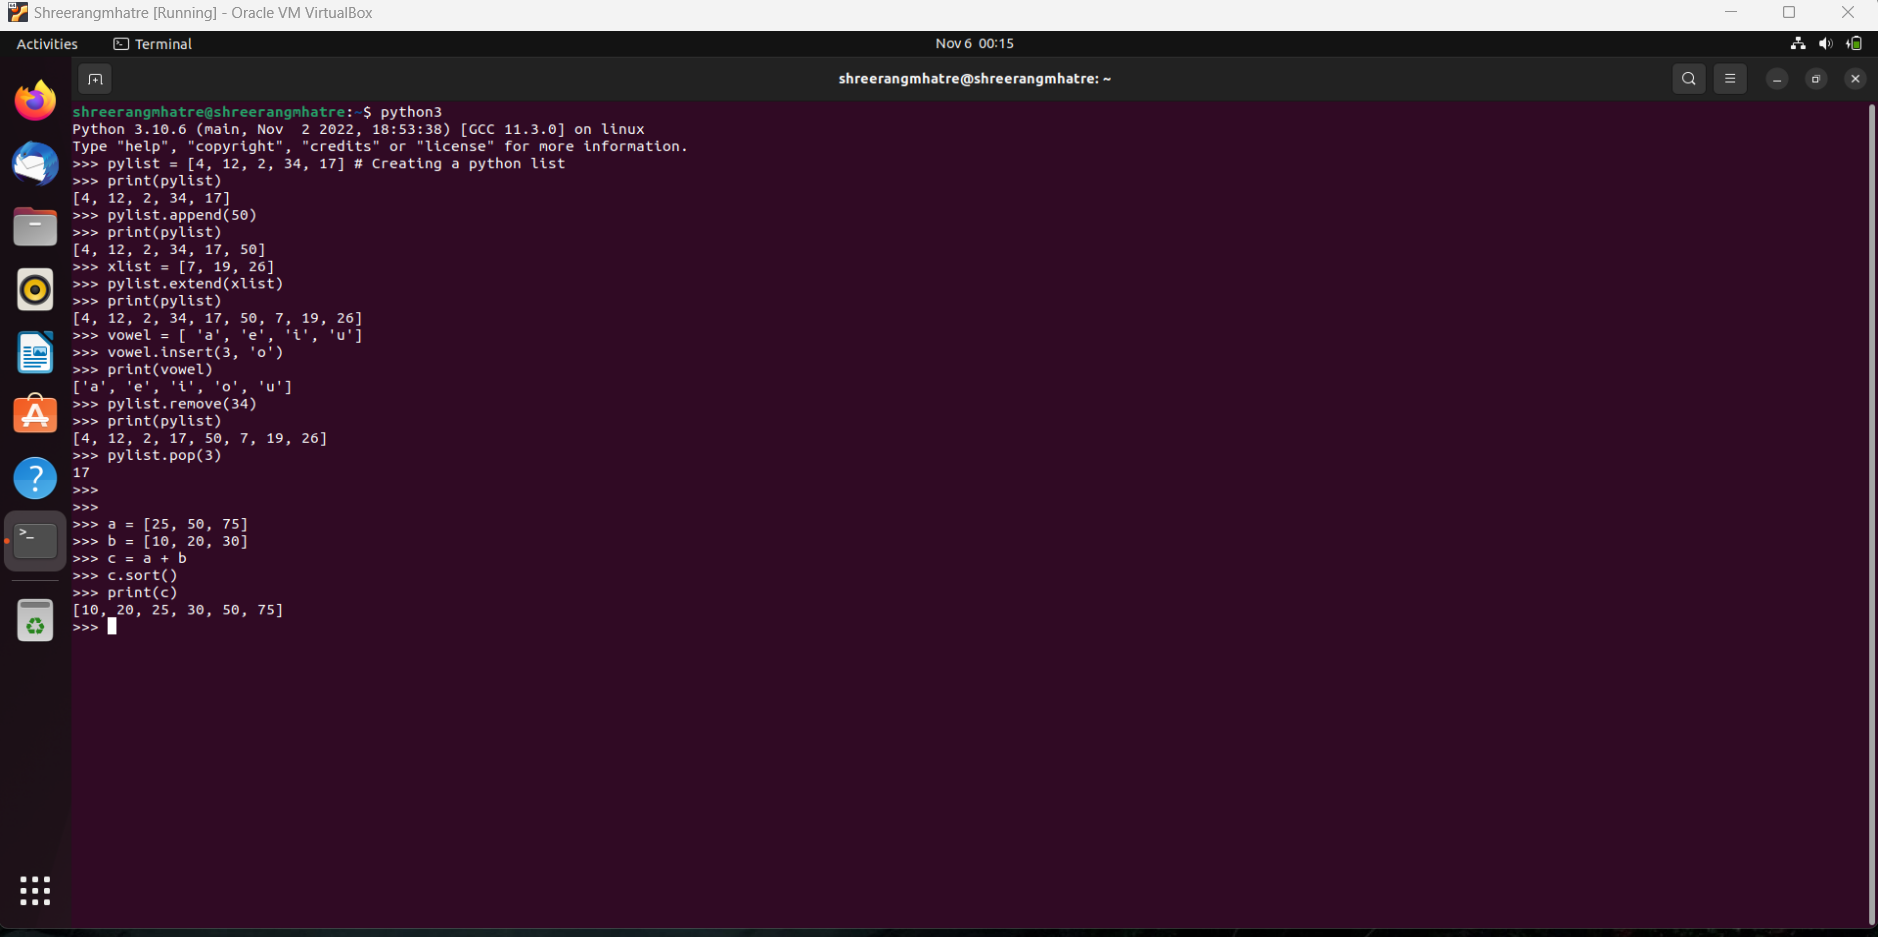 Shreerangmhatre [Running] - Oracle VM VirtualBox
Activities Terminal Nov 6 00:15
shreerangmhatre@shreerangmhatre: ~
shreerangmhatre@shreerangmhatre:~$ python3
Python 3.10.6 (main, Nov  2 2022, 18:53:38) [GCC 11.3.0] on linux
Type "help", "copyright", "credits" or "license" for more information.
>>> pylist = [4, 12, 2, 34, 17] # Creating a python list
>>> print(pylist)
[4, 12, 2, 34, 17]
>>> pylist.append(50)
>>> print(pylist)
[4, 12, 2, 34, 17, 50]
>>> xlist = [7, 19, 26]
>>> pylist.extend(xlist)
>>> print(pylist)
[4, 12, 2, 34, 17, 50, 7, 19, 26]
>>> vowel = [ 'a', 'e', 'i', 'u']
>>> vowel.insert(3, 'o')
>>> print(vowel)
['a', 'e', 'i', 'o', 'u']
>>> pylist.remove(34)
>>> print(pylist)
[4, 12, 2, 17, 50, 7, 19, 26]
>>> pylist.pop(3)
17
>>>
>>>
>>> a = [25, 50, 75]
>>> b = [10, 20, 30]
>>> c = a + b
>>> c.sort()
>>> print(c)
[10, 20, 25, 30, 50, 75]
>>>